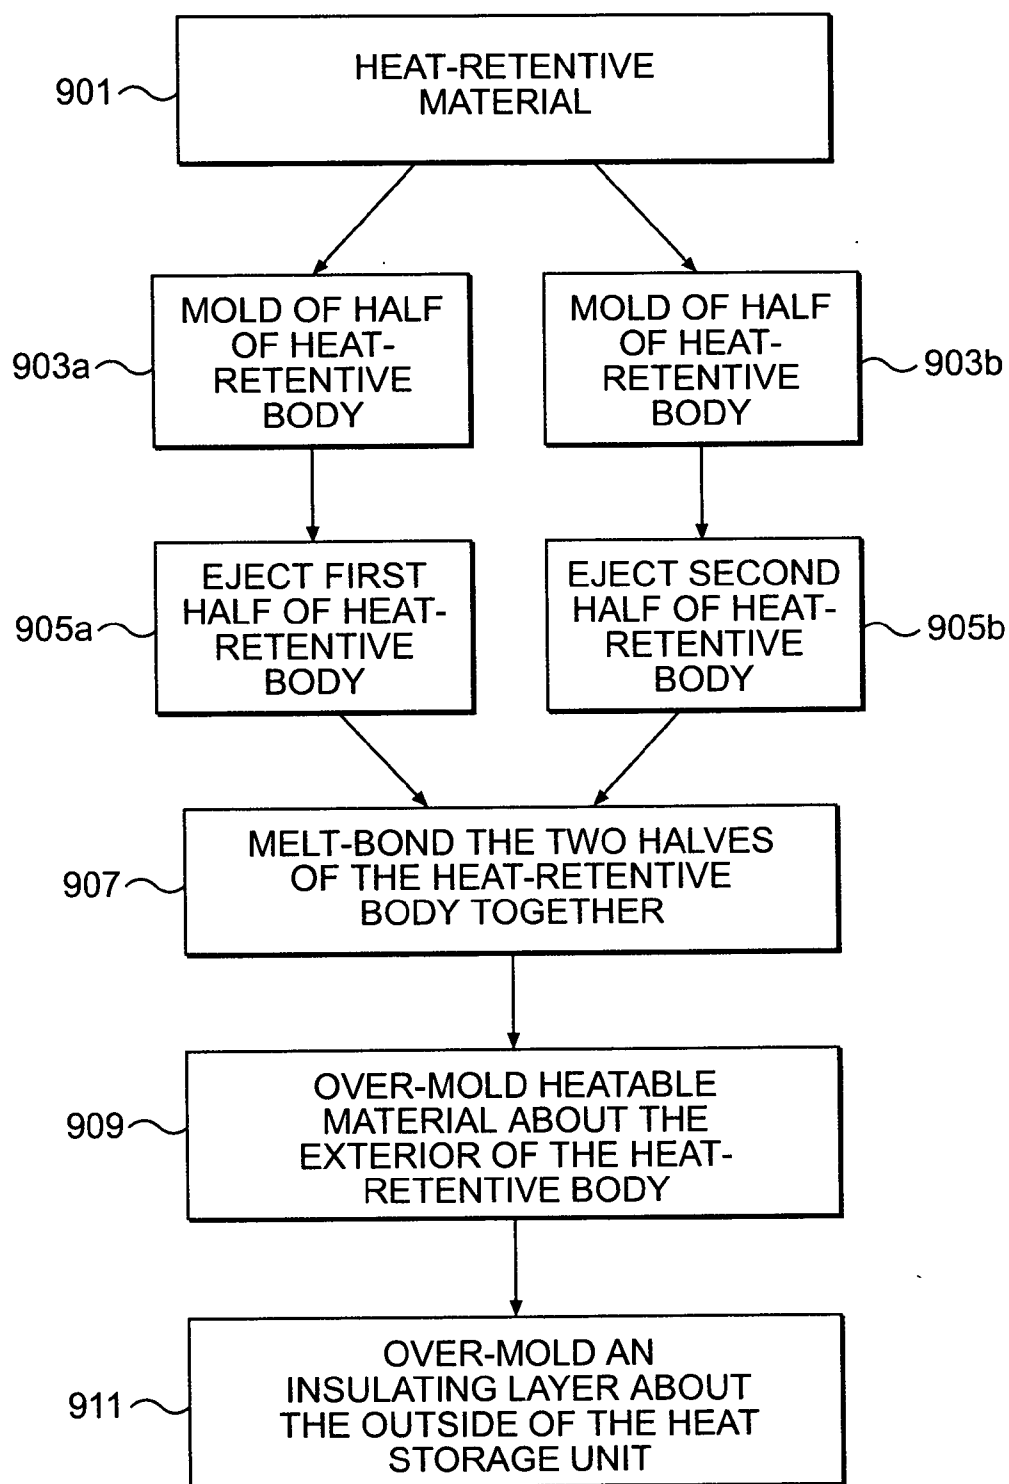 HEAT-RETENTIVE
MATERIAL
901
MOLD OF HALF
OF HEAT-
RETENTIVE
BODY
903a
MOLD OF HALF
OF HEAT-
RETENTIVE
BODY
903b
EJECT FIRST
HALF OF HEAT-
RETENTIVE
BODY
905a
EJECT SECOND
HALF OF HEAT-
RETENTIVE
BODY
905b
MELT-BOND THE TWO HALVES
OF THE HEAT-RETENTIVE
BODY TOGETHER
907
OVER-MOLD HEATABLE
MATERIAL ABOUT THE
EXTERIOR OF THE HEAT-
RETENTIVE BODY
909
OVER-MOLD AN
INSULATING LAYER ABOUT
THE OUTSIDE OF THE HEAT
STORAGE UNIT
911